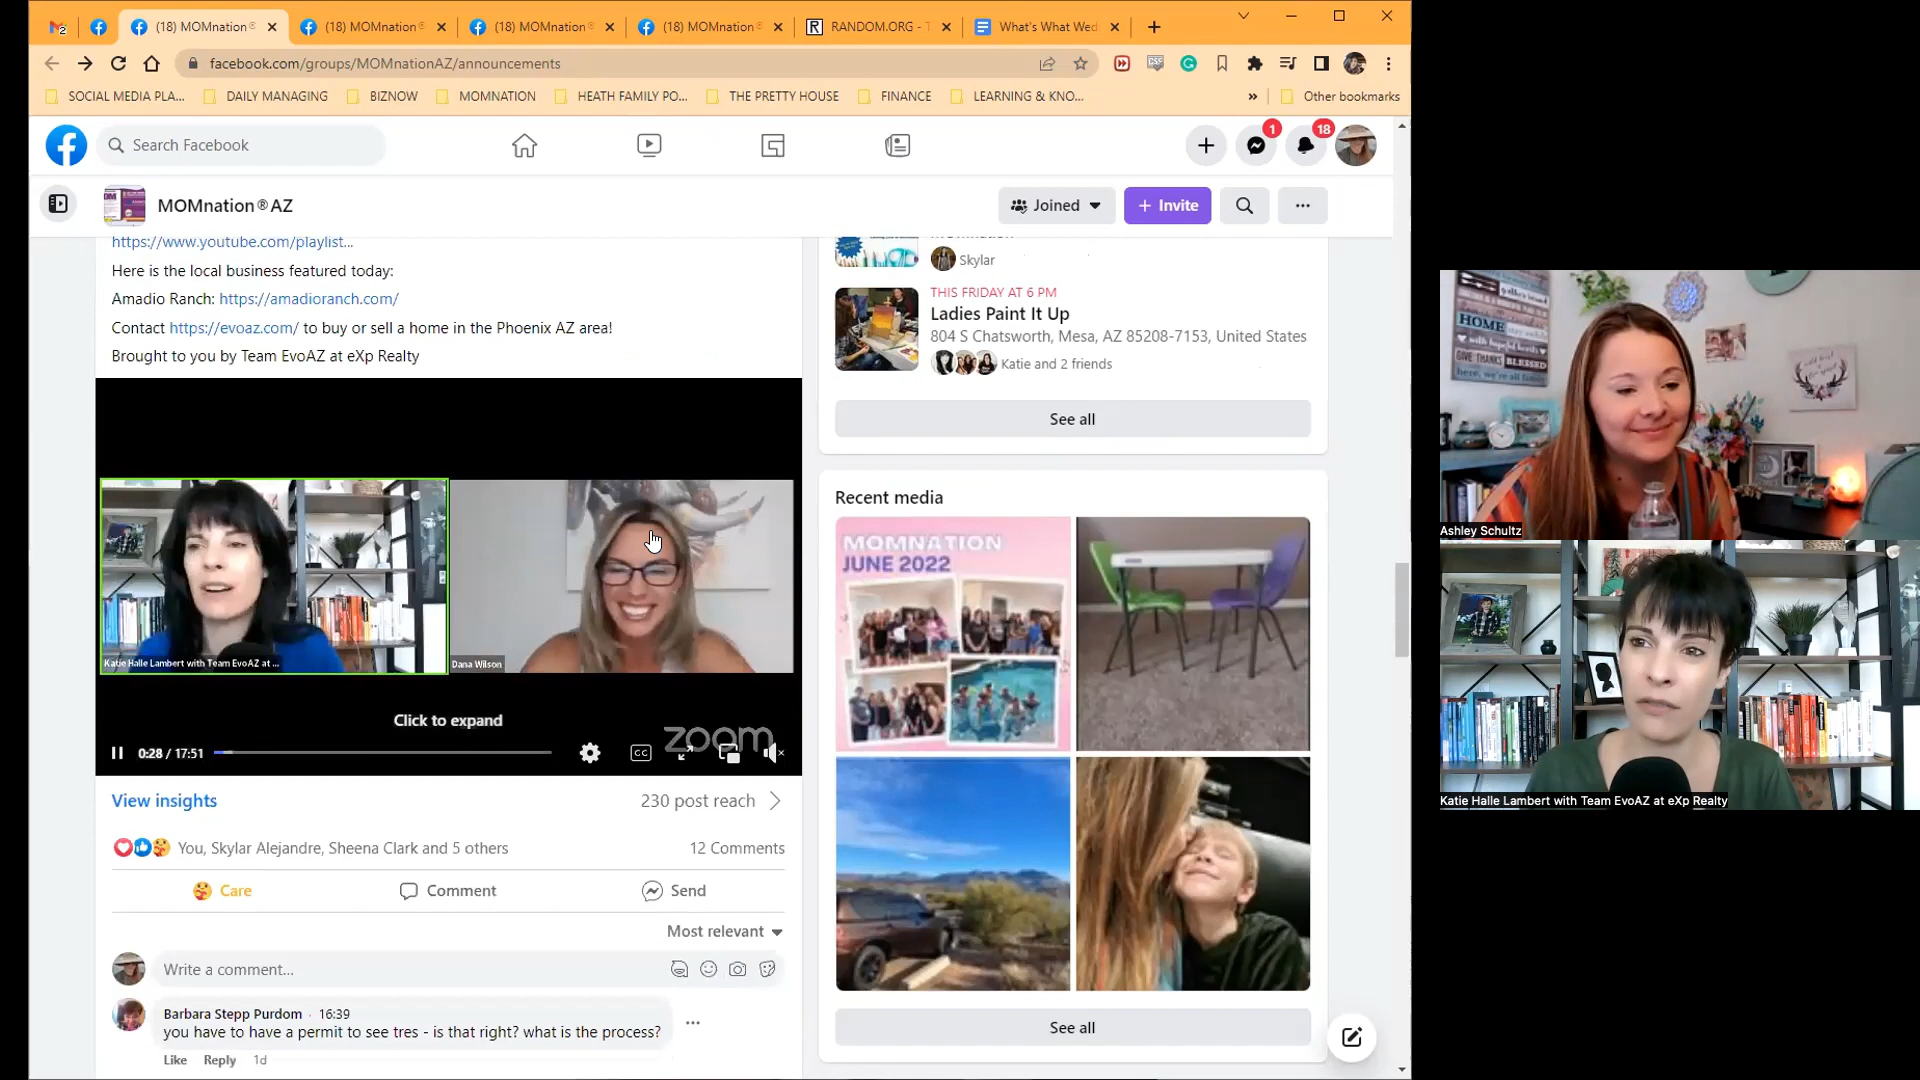 (18) MOMnation®
(18) MOMnation®
(18) MOMnation®
(18) MOMnation®
RANDOM.ORG - T
What's What Wed
facebook.com/groups/MOMnationAZ/announcements
SOCIAL MEDIA PLA...
DAILY MANAGING
BIZNOW
MOMNATION
HEATH FAMILY PO...
THE PRETTY HOUSE
FINANCE
LEARNING & KNO...
»
Other bookmarks
Search Facebook
1
18
MOMnation®AZ
Joined
+ Invite
https://www.youtube.com/playlist...
Here is the local business featured today:
Amadio Ranch: https://amadioranch.com/
Contact https://evoaz.com/ to buy or sell a home in the Phoenix AZ area!
Brought to you by Team EvoAZ at eXp Realty
Katie Halle Lambert with Team EvoAZ at ...
Dana Wilson
Click to expand
zoom
0:28 / 17:51
CC
View insights
230 post reach
You, Skylar Alejandre, Sheena Clark and 5 others
12 Comments
Care
Comment
Send
Most relevant
Write a comment...
Barbara Stepp Purdom · 16:39
you have to have a permit to see tres - is that right? what is the process?
Like Reply 1d
Skylar
THIS FRIDAY AT 6 PM
Ladies Paint It Up
804 S Chatsworth, Mesa, AZ 85208-7153, United States
Katie and 2 friends
See all
Recent media
MOMNATION
JUNE 2022
See all
HOME
GIVE THANKS
BLESSED
Ashley Schultz
Katie Halle Lambert with Team EvoAZ at eXp Realty